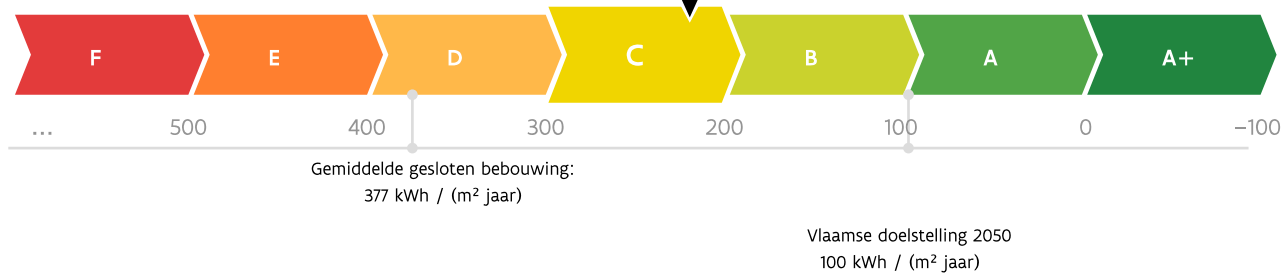 F E D C B A A+
... 500 400 300 200 100 0 −100
Gemiddelde gesloten bebouwing:
377 kWh / (m² jaar)
Vlaamse doelstelling 2050
100 kWh / (m² jaar)